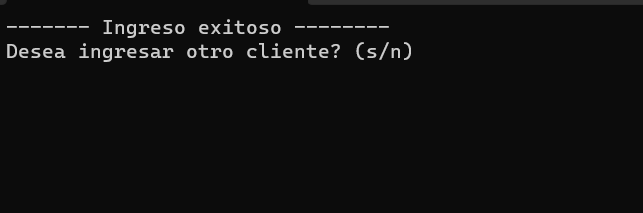 ------- Ingreso exitoso --------
Desea ingresar otro cliente? (s/n)